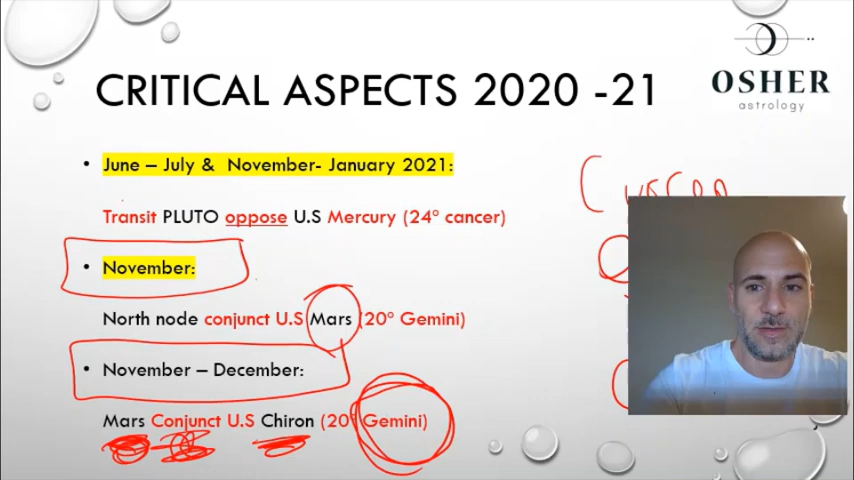 OSHER
astrology
CRITICAL ASPECTS 2020 -21
• June – July & November- January 2021:
Transit PLUTO oppose U.S Mercury (24° cancer)
• November:
North node conjunct U.S Mars (20° Gemini)
• November – December:
Mars Conjunct U.S Chiron (20° Gemini)